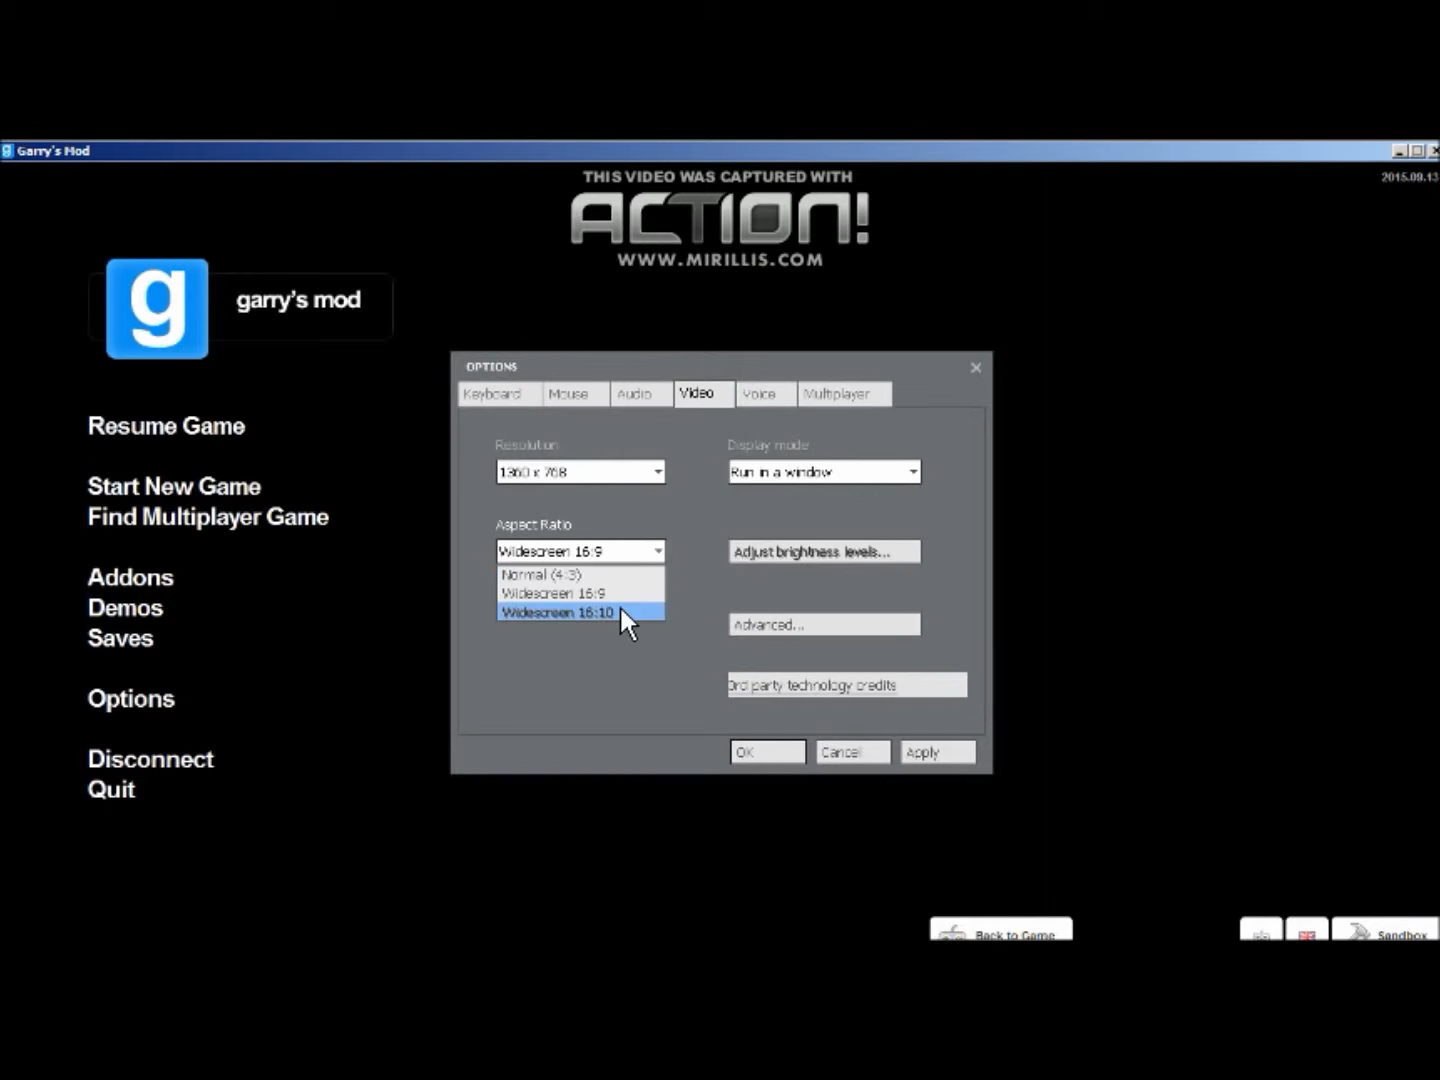 Garry's Mod
THIS VIDEO WAS CAPTURED WITH
2015.09.13
ACTION!
WWW.MIRILLIS.COM
g
garry's mod
OPTIONS
Keyboard Mouse Audio Video Voice Multiplayer
Resume Game
Resolution Display mode
1360 x 768 Run in a window
Start New Game
Find Multiplayer Game
Aspect Ratio
Widescreen 16:9 Adjust brightness levels...
Normal (4:3)
Widescreen 16:9
Widescreen 16:10
Addons
Demos
Saves
Advanced...
3rd party technology credits
Options
OK Cancel Apply
Disconnect
Quit
Back to Game
Sandbox